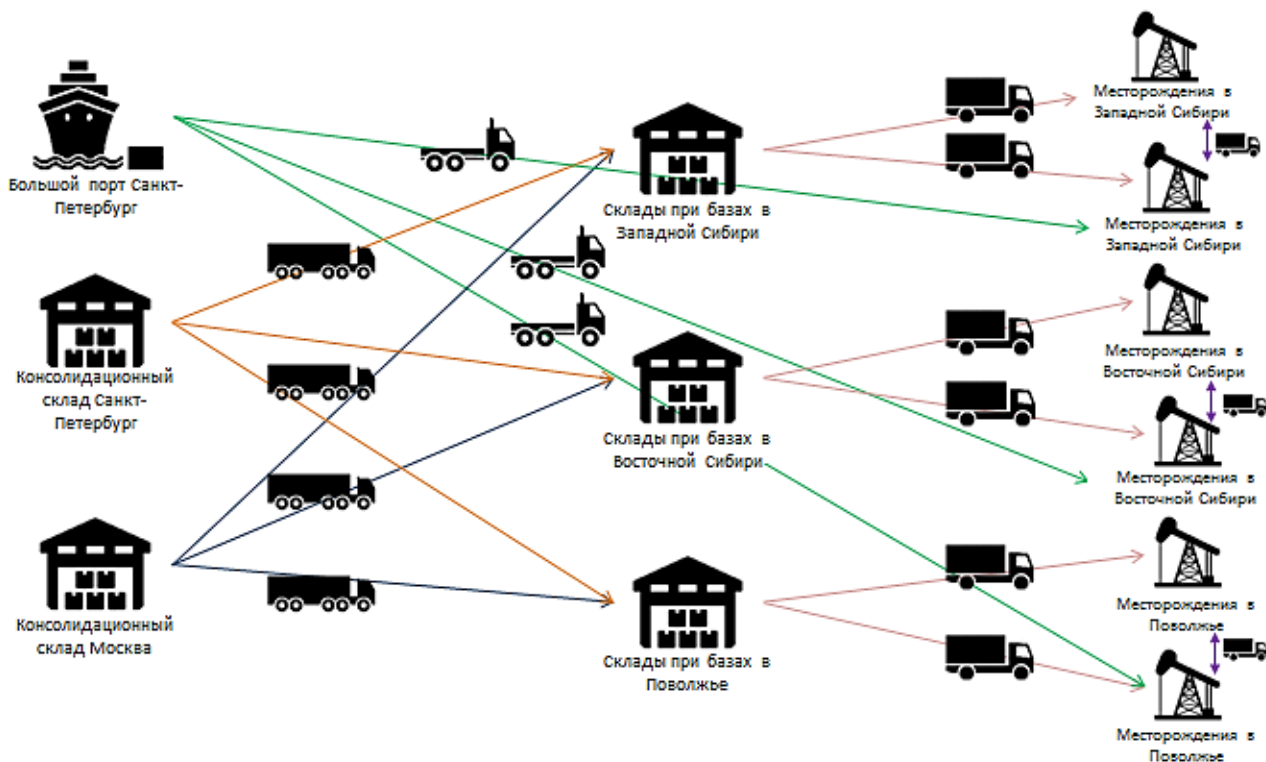 Большой порт Санкт-
Петербург
Консолидационный
склад Санкт-
Петербург
Консолидационный
склад Москва
Склады при базах в
Западной Сибири
Склады при базах в
Восточной Сибири
Склады при базах в
Поволжье
Месторождения в
Западной Сибири
Месторождения в
Западной Сибири
Месторождения в
Восточной Сибири
Месторождения в
Восточной Сибири
Месторождения в
Поволжье
Месторождения в
Поволжье